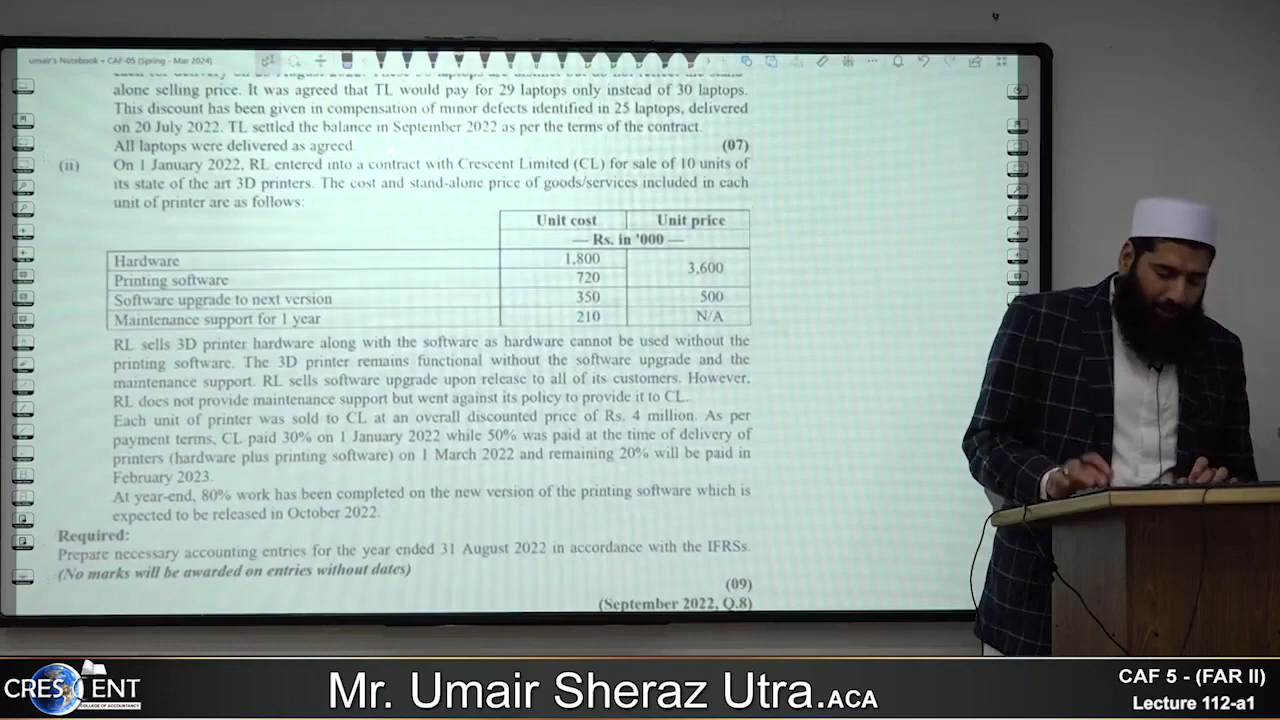 umair's Notebook - CAF-05 (Spring - Mar 2024)
alone selling price. It was agreed that TL would pay for 29 laptops only instead of 30 laptops.
This discount has been given in compensation of minor defects identified in 25 laptops, delivered
on 20 July 2022. TL settled the balance in September 2022 as per the terms of the contract.
All laptops were delivered as agreed (07)
(ii) On 1 January 2022, RL entered into a contract with Crescent Limited (CL) for sale of 10 units of
its state of the art 3D printers. The cost and stand-alone price of goods/services included in each
unit of printer are as follows:
Unit cost Unit price
— Rs. in '000 —
Hardware 1,800 3,600
Printing software 720
Software upgrade to next version 350 500
Maintenance support for 1 year 210 N/A
RL sells 3D printer hardware along with the software as hardware cannot be used without the
printing software. The 3D printer remains functional without the software upgrade and the
maintenance support. RL sells software upgrade upon release to all of its customers. However,
RL does not provide maintenance support but went against its policy to provide it to CL.
Each unit of printer was sold to CL at an overall discounted price of Rs. 4 million. As per
payment terms, CL paid 30% on 1 January 2022 while 50% was paid at the time of delivery of
printers (hardware plus printing software) on 1 March 2022 and remaining 20% will be paid in
February 2023.
At year-end, 80% work has been completed on the new version of the printing software which is
expected to be released in October 2022.
Required:
Prepare necessary accounting entries for the year ended 31 August 2022 in accordance with the IFRSs.
(No marks will be awarded on entries without dates)
(09)
(September 2022, Q.8)
CRESCENT
COLLEGE OF ACCOUNTANCY
Mr. Umair Sheraz Utra.ACA
CAF 5 - (FAR II)
Lecture 112-a1